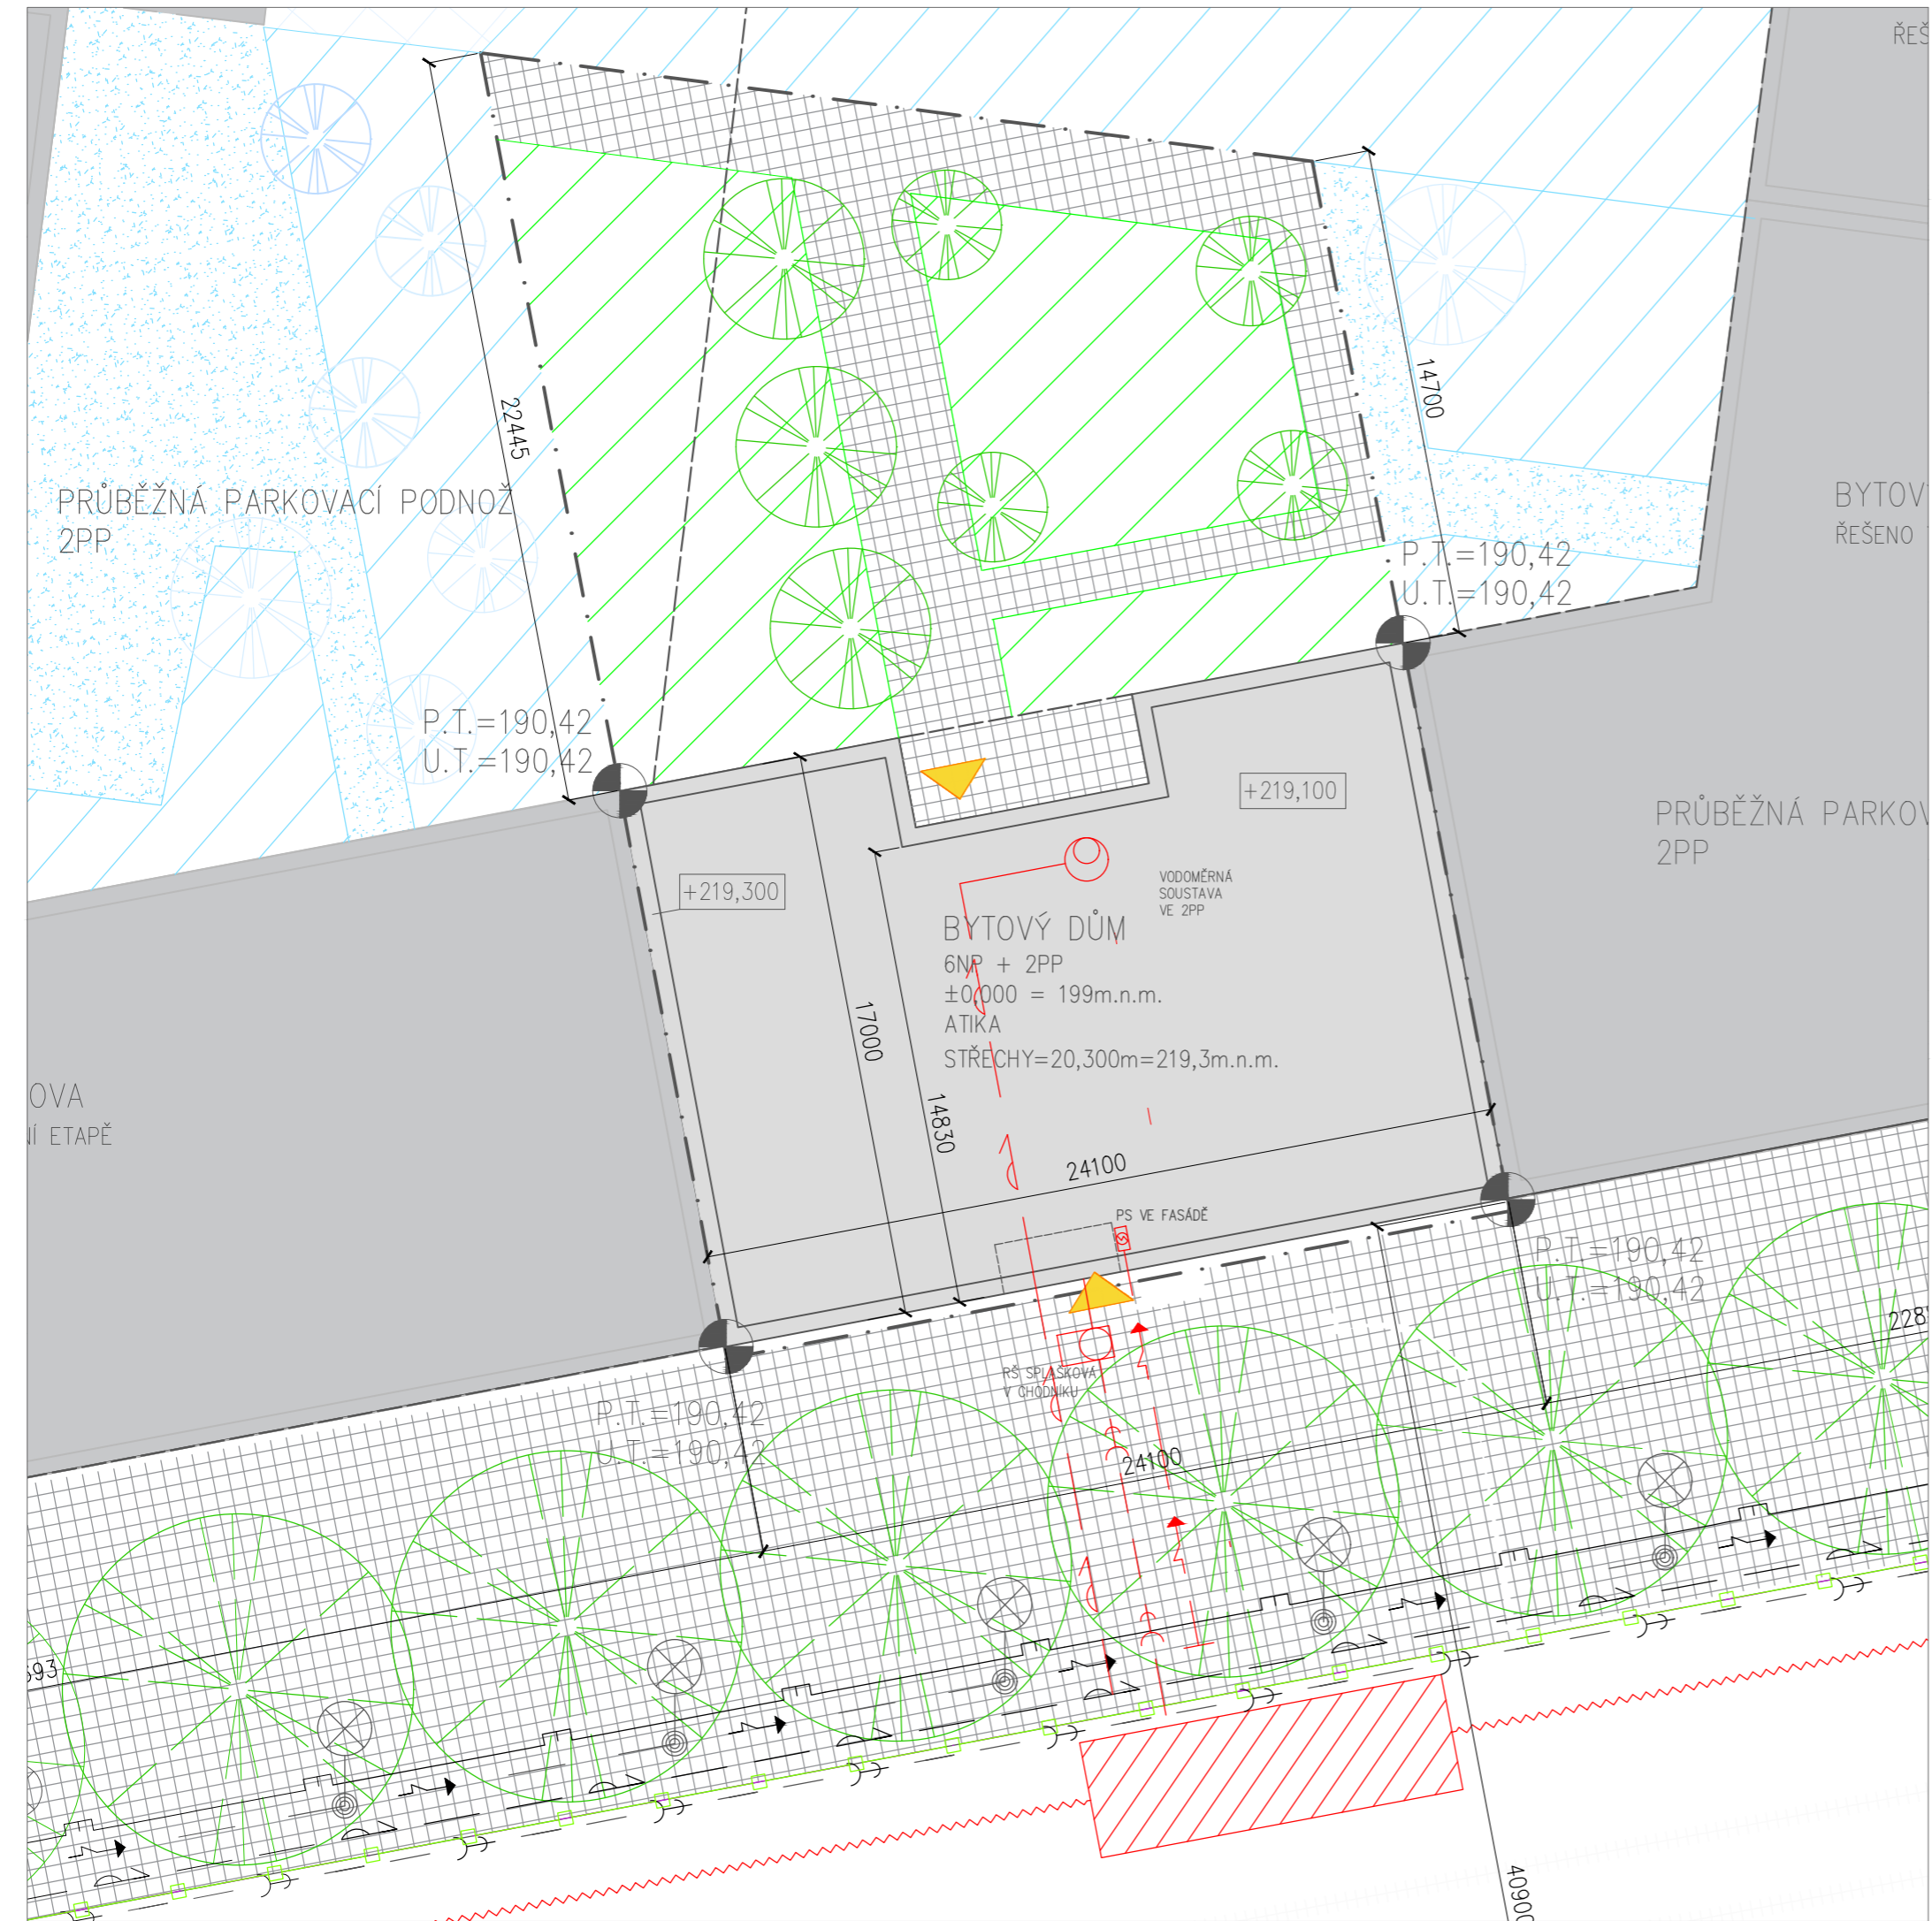 ŘEŠ
22445
14700
PRŮBĚŽNÁ PARKOVACÍ PODNOŽ
2PP
BYTOV
ŘEŠENO
P.T.=190,42
U.T.=190,42
P.T.=190,42
U.T.=190,42
+219,100
PRŮBĚŽNÁ PARKOV
2PP
+219,300
VODOMĚRNÁ
SOUSTAVA
VE 2PP
BYTOVÝ DŮM
6NP + 2PP
±0,000 = 199m.n.m.
ATIKA
STŘECHY=20,300m=219,3m.n.m.
17000
14830
OVA
NÍ ETAPĚ
24100
PS VE FASÁDĚ
P.T.=190,42
U.T.=190,42
228
RŠ SPLAŠKOVÁ
V CHODNÍKU
P.T.=190,42
U.T.=190,42
24100
693
40900